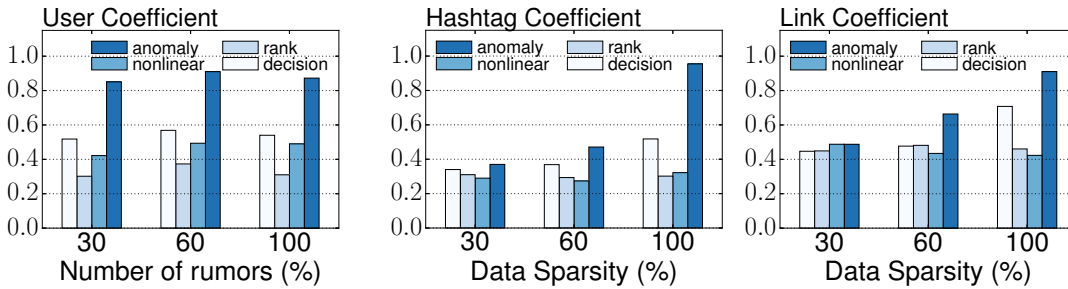 User Coefficient
anomaly rank
nonlinear decision
1.0
0.8
0.6
0.4
0.2
0.0
30 60 100
Number of rumors (%)
Hashtag Coefficient
anomaly rank
nonlinear decision
1.0
0.8
0.6
0.4
0.2
0.0
30 60 100
Data Sparsity (%)
Link Coefficient
anomaly rank
nonlinear decision
1.0
0.8
0.6
0.4
0.2
0.0
30 60 100
Data Sparsity (%)